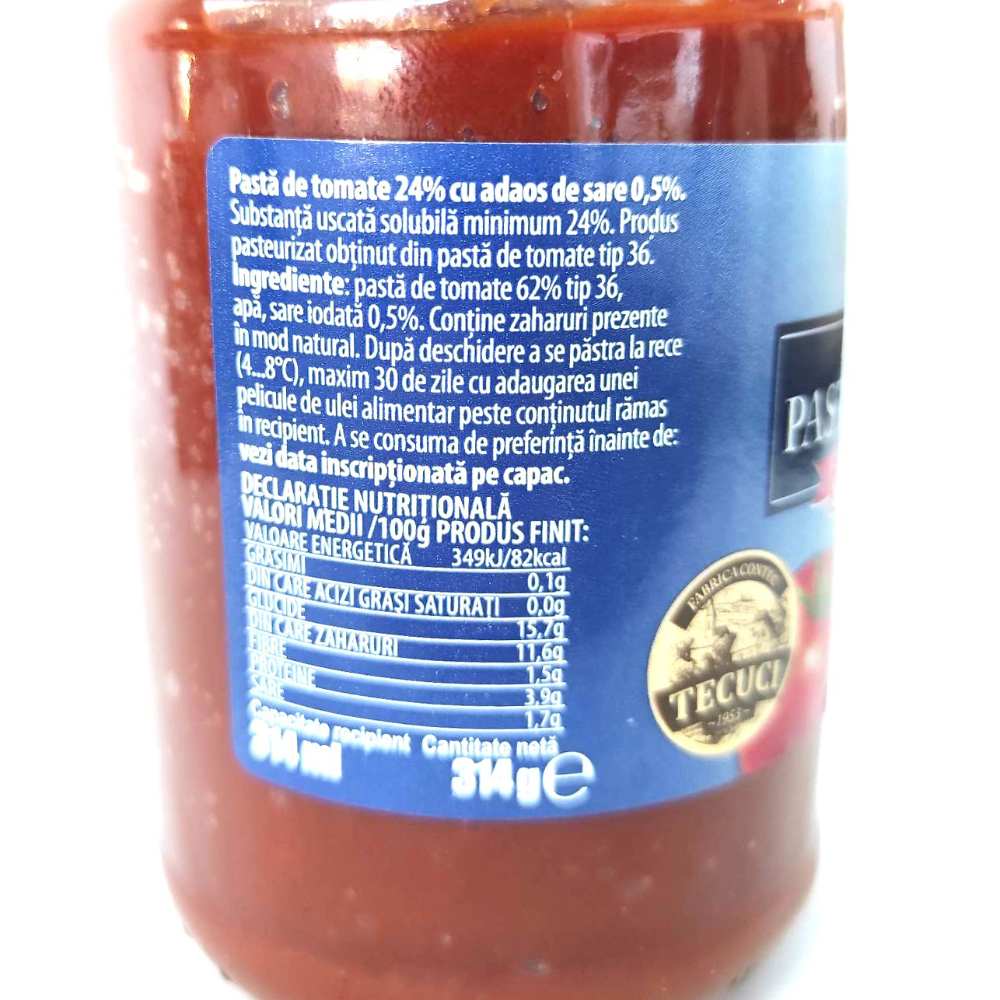 Pastă de tomate 24% cu adaos de sare 0,5%.
Substanță uscată solubilă minimum 24%. Produs
pasteurizat obținut din pastă de tomate tip 36.
Ingrediente: pastă de tomate 62% tip 36,
apă, sare iodată 0,5%. Conține zaharuri prezente
în mod natural. După deschidere a se păstra la rece
(4...8°C), maxim 30 de zile cu adaugarea unei
pelicule de ulei alimentar peste conținutul rămas
în recipient. A se consuma de preferință înainte de:
vezi data inscripționată pe capac.
DECLARAȚIE NUTRIȚIONALĂ
VALORI MEDII /100g PRODUS FINIT:
VALOARE ENERGETICĂ 349kJ/82kcal
GRĂSIMI 0,1g
DIN CARE ACIZI GRAȘI SATURAȚI 0,0g
GLUCIDE 15,7g
DIN CARE ZAHARURI 11,6g
FIBRE 1,5g
PROTEINE 3,9g
SARE 1,7g
Capacitate recipient Cantitate netă
314 ml 314g e
PAS
FABRICA
TECUCI
~1953~